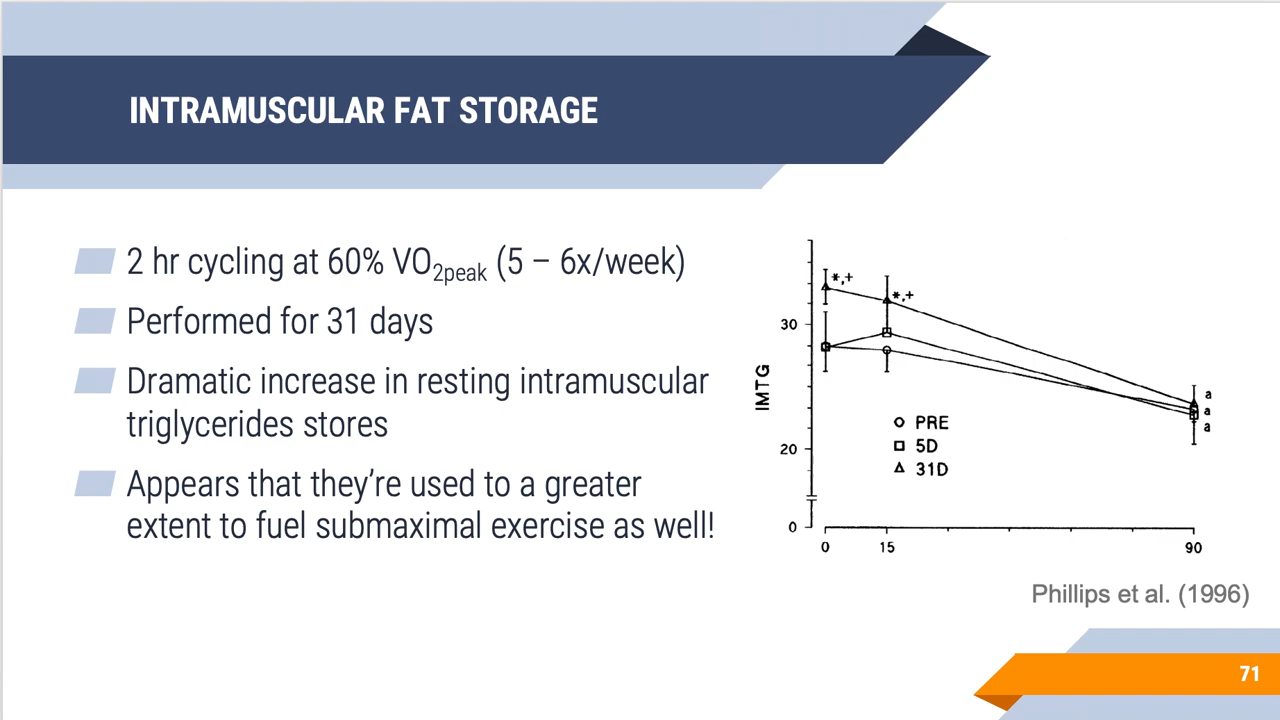 INTRAMUSCULAR FAT STORAGE
2 hr cycling at 60% VO2peak (5 – 6x/week)
Performed for 31 days
Dramatic increase in resting intramuscular
triglycerides stores
Appears that they’re used to a greater
extent to fuel submaximal exercise as well!
*,+
*,+
30
IMTG
a
a
a
PRE
5D
31D
20
0
0 15 90
Phillips et al. (1996)
71